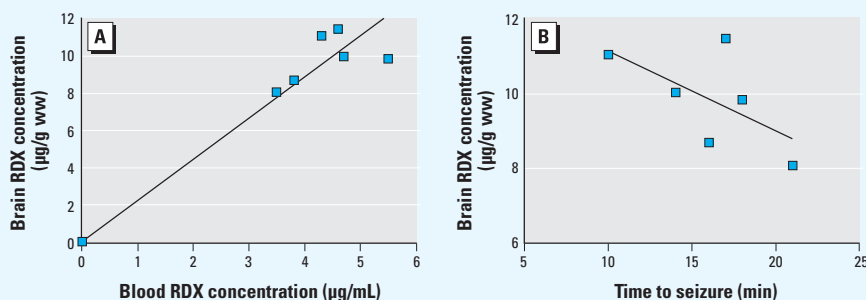 A
12
10
8
6
4
2
0
Brain RDX concentration
(µg/g ww)
0 1 2 3 4 5 6
Blood RDX concentration (µg/mL)
B
12
10
8
6
Brain RDX concentration
(µg/g ww)
5 10 15 20 25
Time to seizure (min)